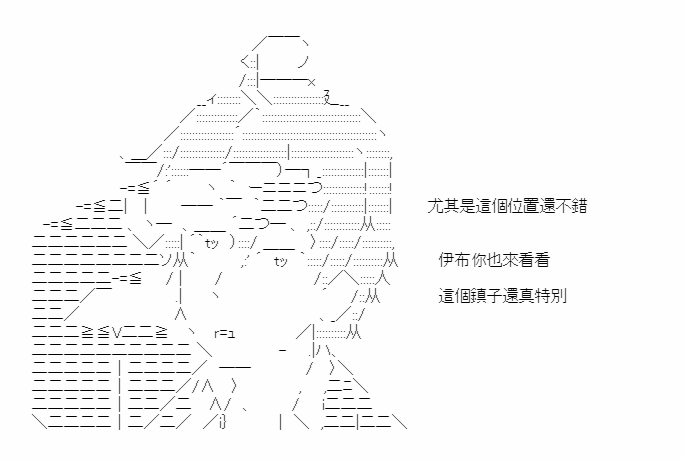 尤其是這個位置還不錯
伊布你也來看看
這個鎮子還真特別